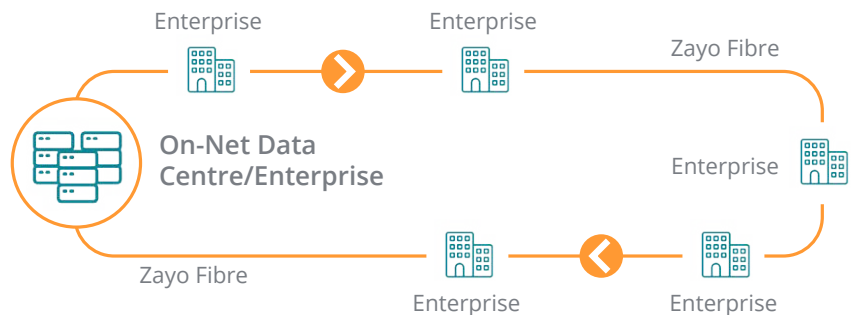 Enterprise
Enterprise
Zayo Fibre
On-Net Data
Centre/Enterprise
Enterprise
Zayo Fibre
Enterprise
Enterprise